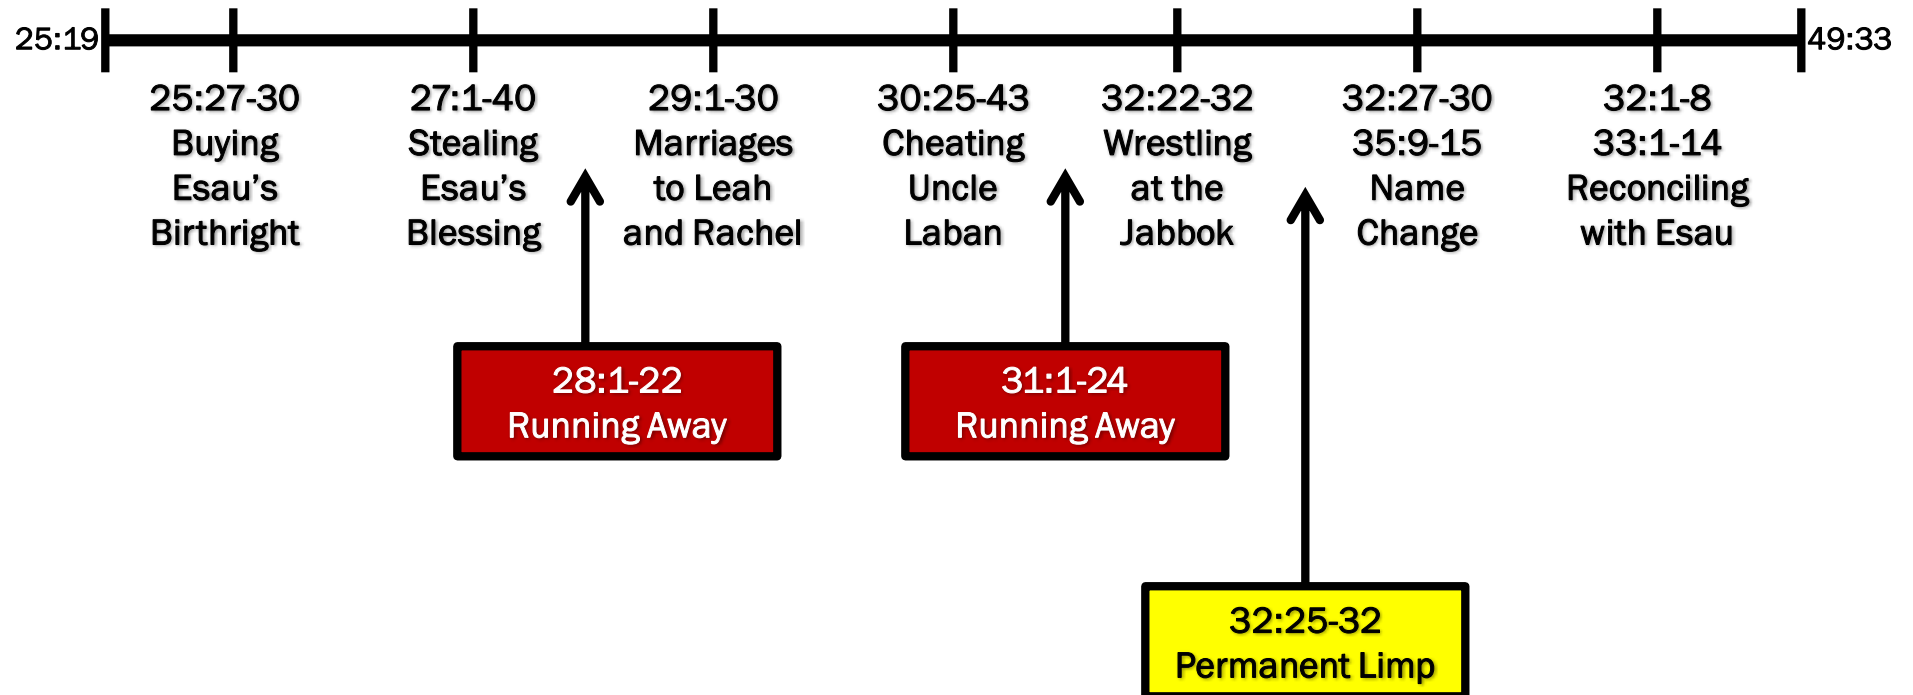 25:19
49:33
25:27-30
Buying
Esau’s
Birthright
27:1-40
Stealing
Esau’s
Blessing
29:1-30
Marriages
to Leah
and Rachel
30:25-43
Cheating
Uncle
Laban
32:22-32
Wrestling
at the
Jabbok
32:27-30
35:9-15
Name
Change
32:1-8
33:1-14
Reconciling
with Esau
28:1-22
Running Away
31:1-24
Running Away
32:25-32
Permanent Limp